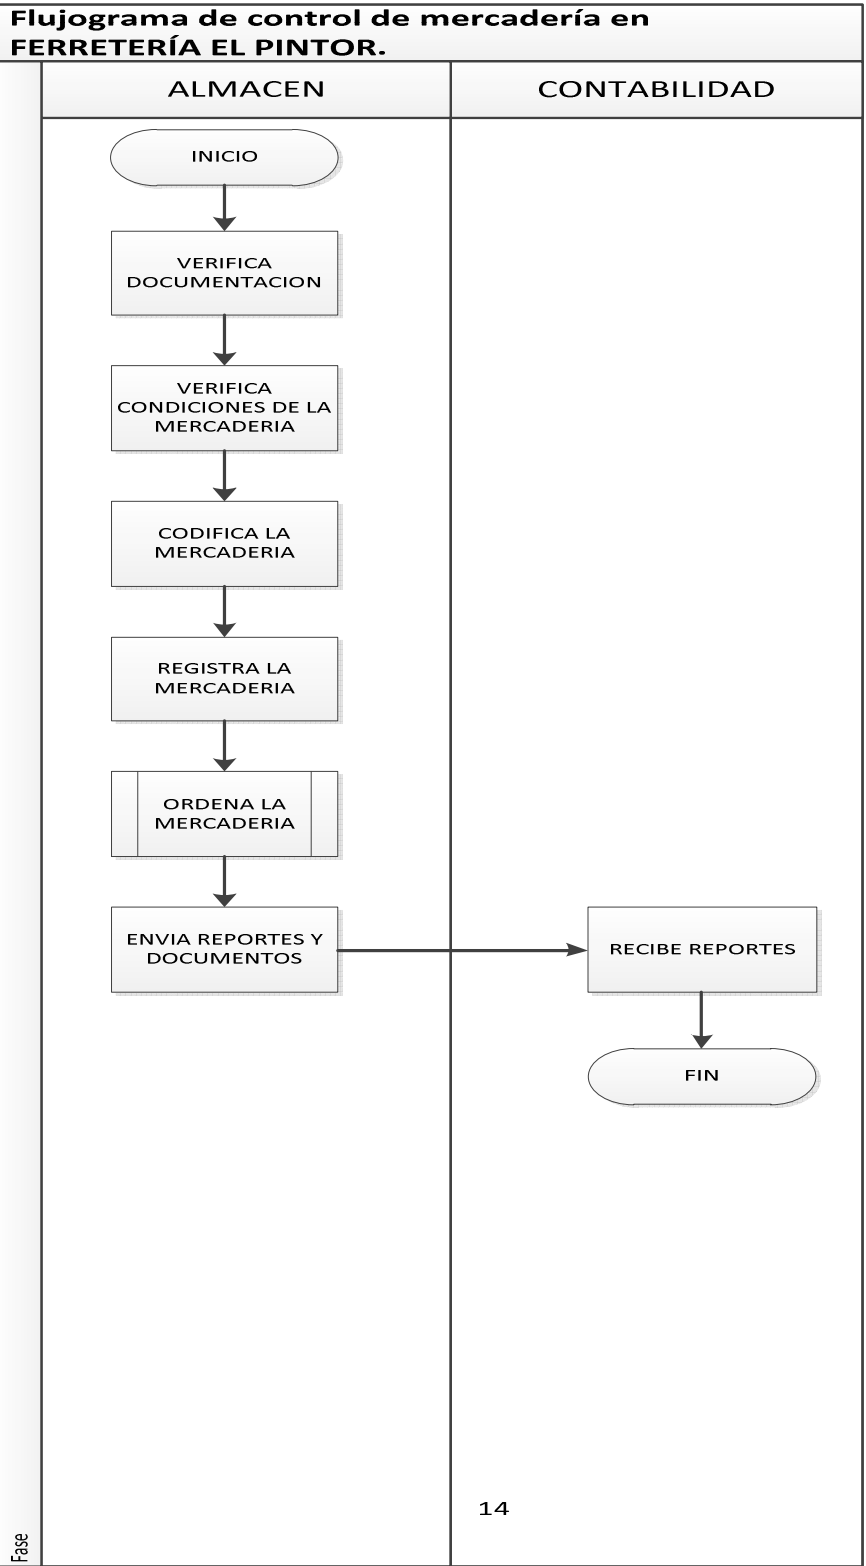 Flujograma de control de mercadería en
FERRETERÍA EL PINTOR.
ALMACEN
CONTABILIDAD
INICIO
VERIFICA
DOCUMENTACION
VERIFICA
CONDICIONES DE LA
MERCADERIA
CODIFICA LA
MERCADERIA
REGISTRA LA
MERCADERIA
ORDENA LA
MERCADERIA
ENVIA REPORTES Y
DOCUMENTOS
RECIBE REPORTES
FIN
14
Fase